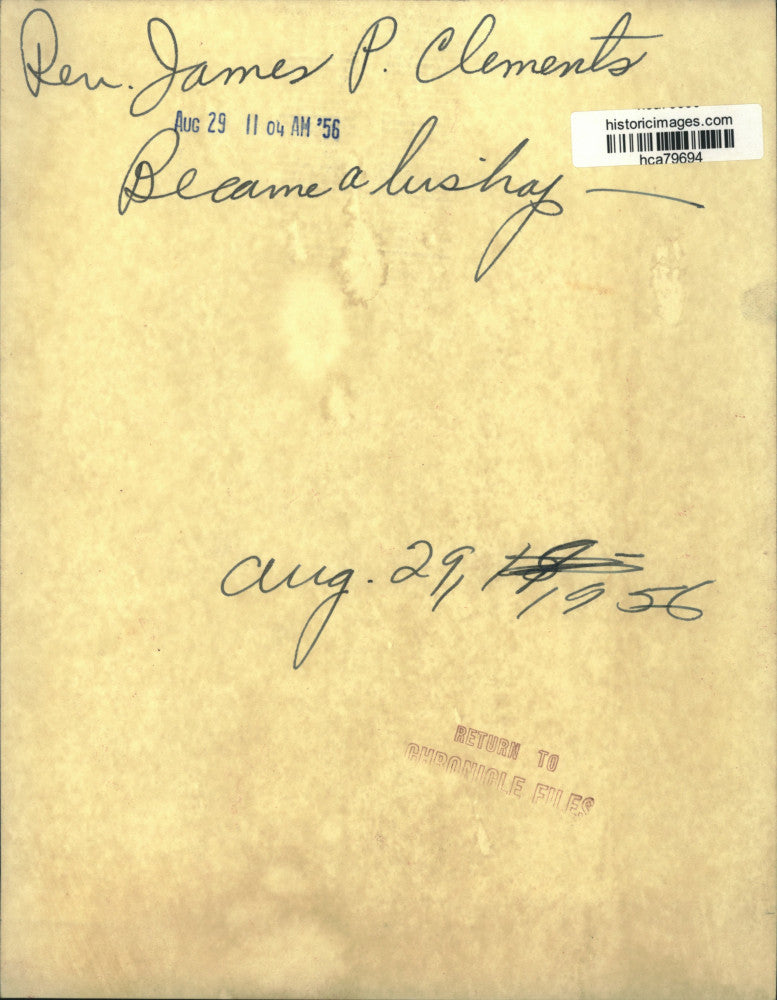 Rev. James P. Clements
historicimages.com
hca79694
AUG 29 11 04 AM '56
Became a bishop —
Aug. 29, 1956
RETURN TO
CHRONICLE FILES